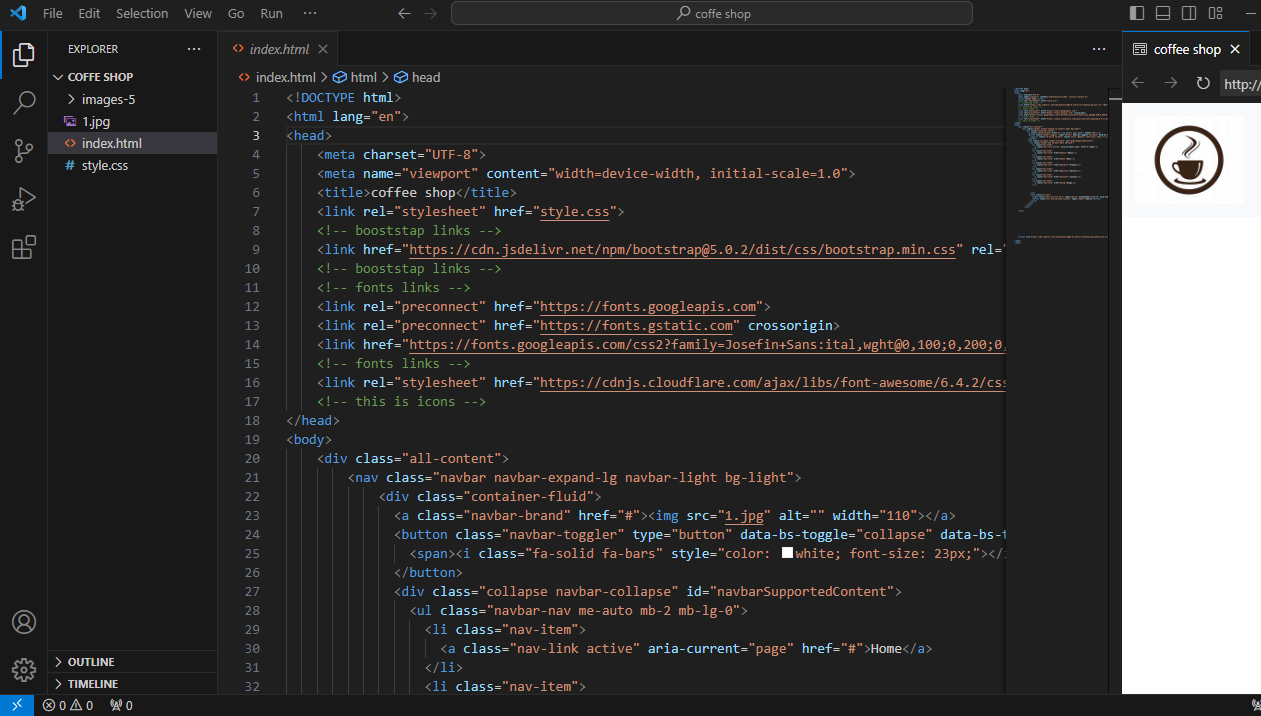 File Edit Selection View Go Run ··· coffe shop
EXPLORER ···
COFFE SHOP
images-5
1.jpg
index.html
# style.css
OUTLINE
TIMELINE
index.html
index.html > html > head
1 <!DOCTYPE html>
2 <html lang="en">
3 <head>
4 <meta charset="UTF-8">
5 <meta name="viewport" content="width=device-width, initial-scale=1.0">
6 <title>coffee shop</title>
7 <link rel="stylesheet" href="style.css">
8 <!-- booststap links -->
9 <link href="https://cdn.jsdelivr.net/npm/bootstrap@5.0.2/dist/css/bootstrap.min.css" rel="
10 <!-- booststap links -->
11 <!-- fonts links -->
12 <link rel="preconnect" href="https://fonts.googleapis.com">
13 <link rel="preconnect" href="https://fonts.gstatic.com" crossorigin>
14 <link href="https://fonts.googleapis.com/css2?family=Josefin+Sans:ital,wght@0,100;0,200;0,
15 <!-- fonts links -->
16 <link rel="stylesheet" href="https://cdnjs.cloudflare.com/ajax/libs/font-awesome/6.4.2/css
17 <!-- this is icons -->
18 </head>
19 <body>
20 <div class="all-content">
21 <nav class="navbar navbar-expand-lg navbar-light bg-light">
22 <div class="container-fluid">
23 <a class="navbar-brand" href="#"><img src="1.jpg" alt="" width="110"></a>
24 <button class="navbar-toggler" type="button" data-bs-toggle="collapse" data-bs-t
25 <span><i class="fa-solid fa-bars" style="color: white; font-size: 23px;"></i
26 </button>
27 <div class="collapse navbar-collapse" id="navbarSupportedContent">
28 <ul class="navbar-nav me-auto mb-2 mb-lg-0">
29 <li class="nav-item">
30 <a class="nav-link active" aria-current="page" href="#">Home</a>
31 </li>
32 <li class="nav-item">
coffee shop
http://
0 0 0